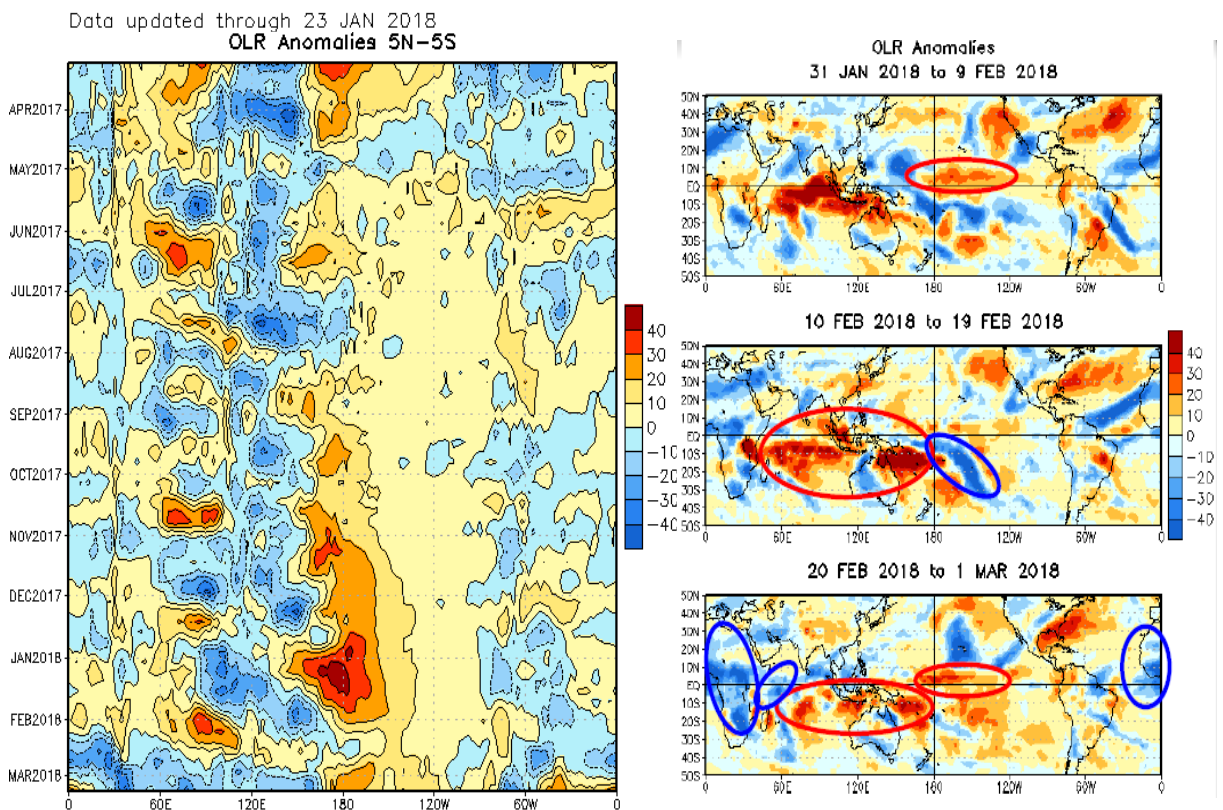 Data updated through 23 JAN 2018
OLR Anomalies 5N-5S
APR2017
MAY2017
JUN2017
JUL2017
AUG2017
SEP2017
OCT2017
NOV2017
DEC2017
JAN2018
FEB2018
MAR2018
0 60E 120E 180 120W 60W 0
40
30
20
10
0
-10
-20
-30
-40
OLR Anomalies
31 JAN 2018 to 9 FEB 2018
50N
40N
30N
20N
10N
EQ
10S
20S
30S
40S
50S
0 60E 120E 180 120W 60W 0
10 FEB 2018 to 19 FEB 2018
50N
40N
30N
20N
10N
EQ
10S
20S
30S
40S
50S
0 60E 120E 180 120W 60W 0
40
30
20
10
0
-10
-20
-30
-40
20 FEB 2018 to 1 MAR 2018
50N
40N
30N
20N
10N
EQ
10S
20S
30S
40S
50S
0 60E 120E 180 120W 60W 0